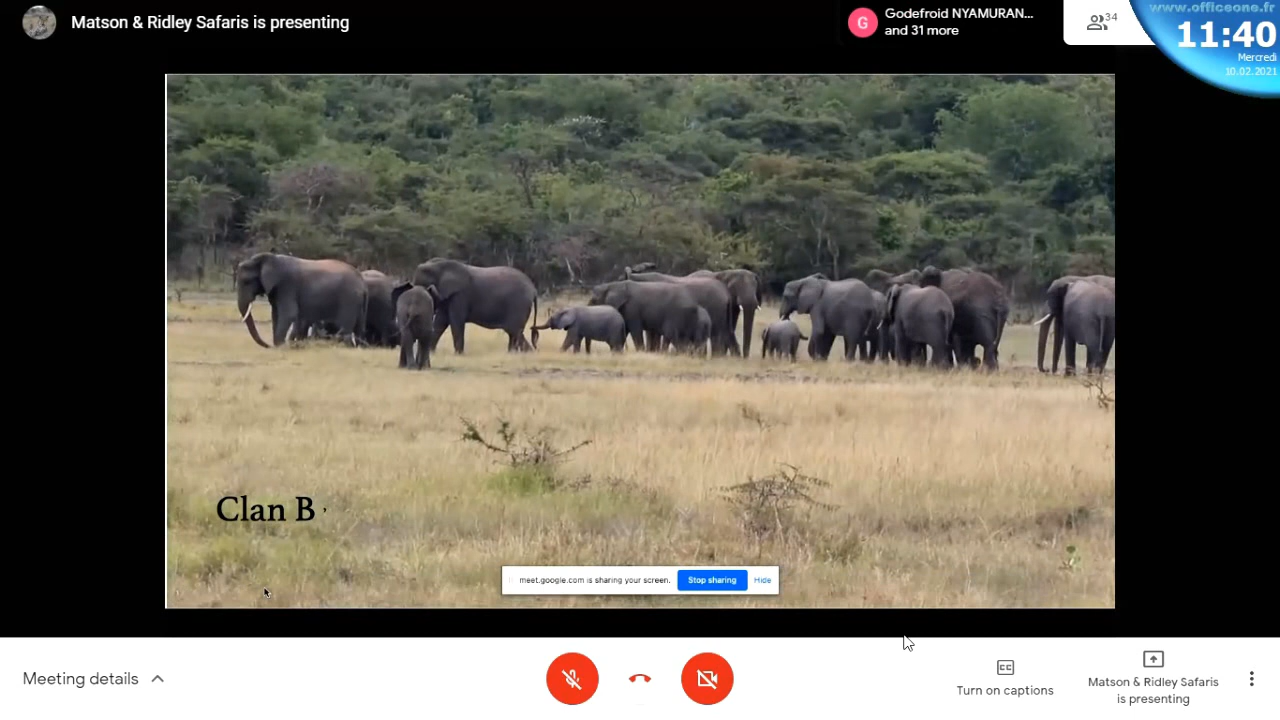 Matson & Ridley Safaris is presenting
G
Godefroid NYAMURAN...
and 31 more
34
www.officeone.fr
11:40
Mercredi
10.02.2021
Clan B
meet.google.com is sharing your screen.
Stop sharing
Hide
Meeting details
CC
Turn on captions
Matson & Ridley Safaris
is presenting